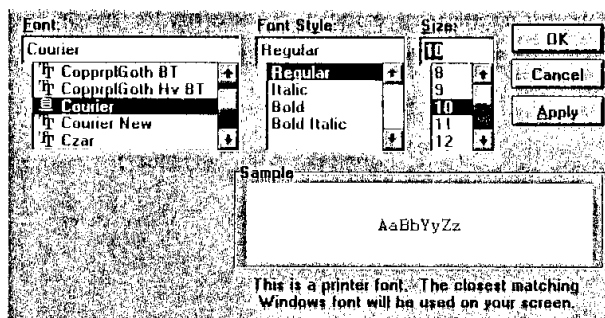 Font:
Courier
CopprplGoth BT
CopprplGoth Hv BT
Courier
Courier New
Czar
Font Style:
Regular
Regular
Italic
Bold
Bold Italic
Size:
10
8
9
10
11
12
OK
Cancel
Apply
Sample
AaBbYyZz
This is a printer font. The closest matching
Windows font will be used on your screen.